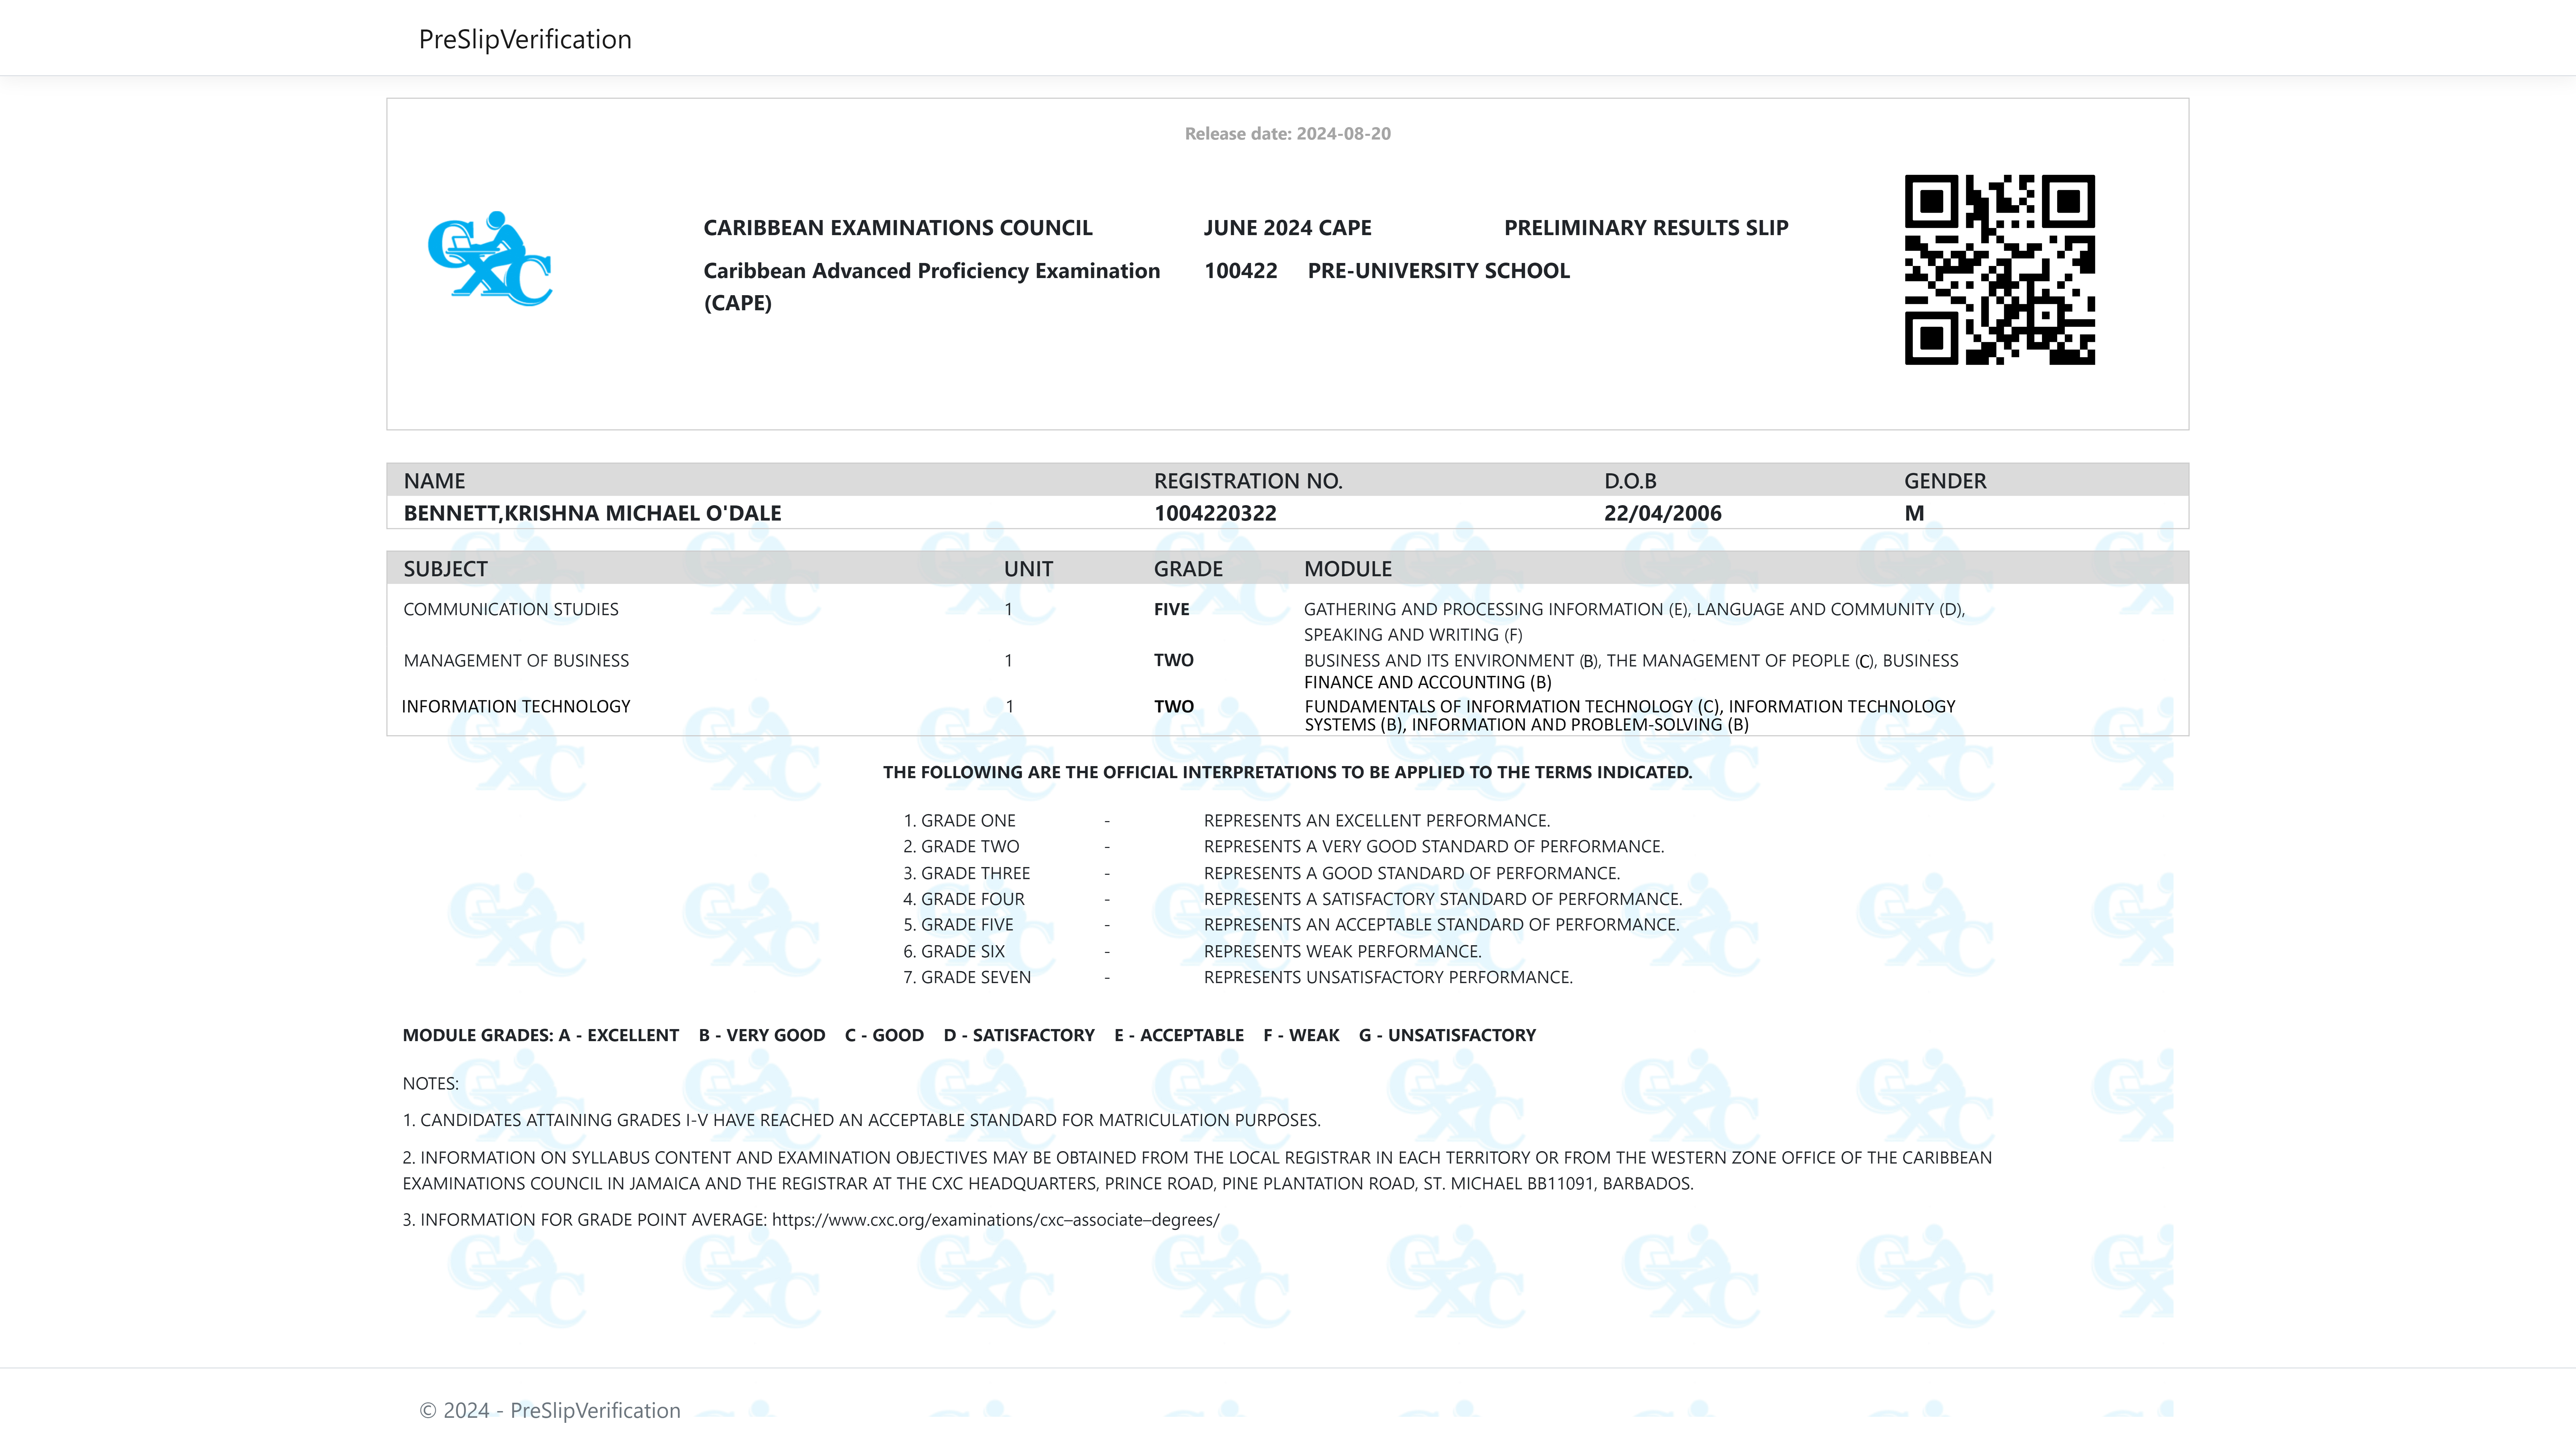 PreSlipVerification
Release date: 2024-08-20
CXC
CARIBBEAN EXAMINATIONS COUNCIL JUNE 2024 CAPE PRELIMINARY RESULTS SLIP
Caribbean Advanced Proficiency Examination 100422 PRE-UNIVERSITY SCHOOL
(CAPE)
NAME REGISTRATION NO. D.O.B GENDER
BENNETT,KRISHNA MICHAEL O'DALE 1004220322 22/04/2006 M
SUBJECT UNIT GRADE MODULE
COMMUNICATION STUDIES 1 FIVE GATHERING AND PROCESSING INFORMATION (E), LANGUAGE AND COMMUNITY (D),
SPEAKING AND WRITING (F)
MANAGEMENT OF BUSINESS 1 TWO BUSINESS AND ITS ENVIRONMENT (B), THE MANAGEMENT OF PEOPLE (C), BUSINESS
FINANCE AND ACCOUNTING (B)
INFORMATION TECHNOLOGY 1 TWO FUNDAMENTALS OF INFORMATION TECHNOLOGY (C), INFORMATION TECHNOLOGY
SYSTEMS (B), INFORMATION AND PROBLEM-SOLVING (B)
THE FOLLOWING ARE THE OFFICIAL INTERPRETATIONS TO BE APPLIED TO THE TERMS INDICATED.
1. GRADE ONE - REPRESENTS AN EXCELLENT PERFORMANCE.
2. GRADE TWO - REPRESENTS A VERY GOOD STANDARD OF PERFORMANCE.
3. GRADE THREE - REPRESENTS A GOOD STANDARD OF PERFORMANCE.
4. GRADE FOUR - REPRESENTS A SATISFACTORY STANDARD OF PERFORMANCE.
5. GRADE FIVE - REPRESENTS AN ACCEPTABLE STANDARD OF PERFORMANCE.
6. GRADE SIX - REPRESENTS WEAK PERFORMANCE.
7. GRADE SEVEN - REPRESENTS UNSATISFACTORY PERFORMANCE.
MODULE GRADES: A - EXCELLENT B - VERY GOOD C - GOOD D - SATISFACTORY E - ACCEPTABLE F - WEAK G - UNSATISFACTORY
NOTES:
1. CANDIDATES ATTAINING GRADES I-V HAVE REACHED AN ACCEPTABLE STANDARD FOR MATRICULATION PURPOSES.
2. INFORMATION ON SYLLABUS CONTENT AND EXAMINATION OBJECTIVES MAY BE OBTAINED FROM THE LOCAL REGISTRAR IN EACH TERRITORY OR FROM THE WESTERN ZONE OFFICE OF THE CARIBBEAN
EXAMINATIONS COUNCIL IN JAMAICA AND THE REGISTRAR AT THE CXC HEADQUARTERS, PRINCE ROAD, PINE PLANTATION ROAD, ST. MICHAEL BB11091, BARBADOS.
3. INFORMATION FOR GRADE POINT AVERAGE: https://www.cxc.org/examinations/cxc–associate–degrees/
© 2024 - PreSlipVerification